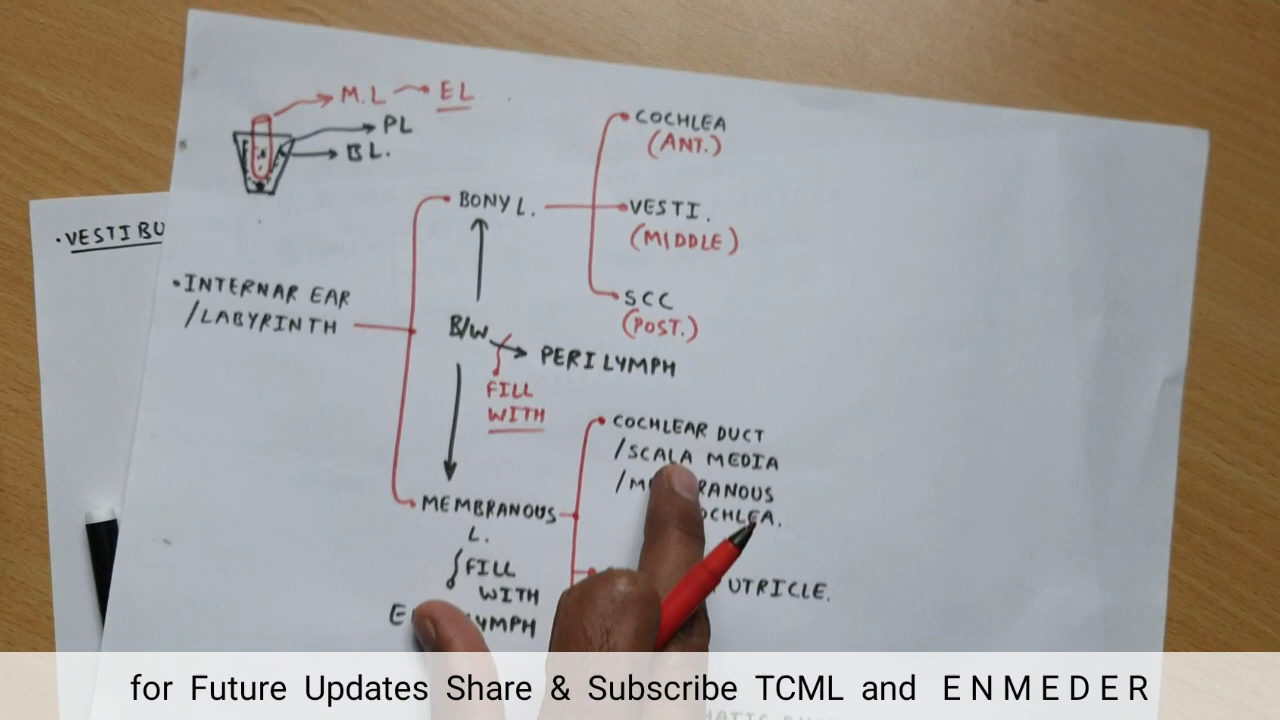 M.L EL
PL
BL.
COCHLEA
(ANT.)
BONY L.
VESTI.
(MIDDLE)
SCC
(POST.)
.VESTIBU
.INTERNAR EAR
/LABYRINTH
B/W
PERILYMPH
FILL
WITH
COCHLEAR DUCT
/SCALA MEDIA
MEMBRANOUS
L.
FILL
WITH
UTRICLE.
for Future Updates Share & Subscribe TCML and ENMEDER